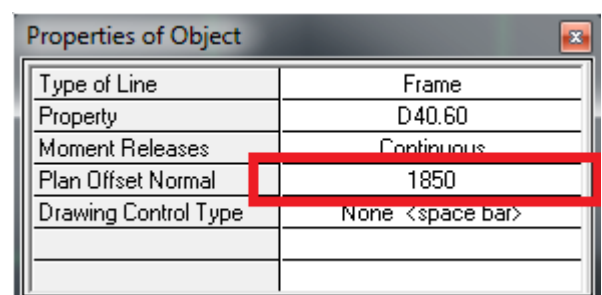 Properties of Object
Type of Line Frame
Property D40.60
Moment Releases Continuous
Plan Offset Normal 1850
Drawing Control Type None <space bar>